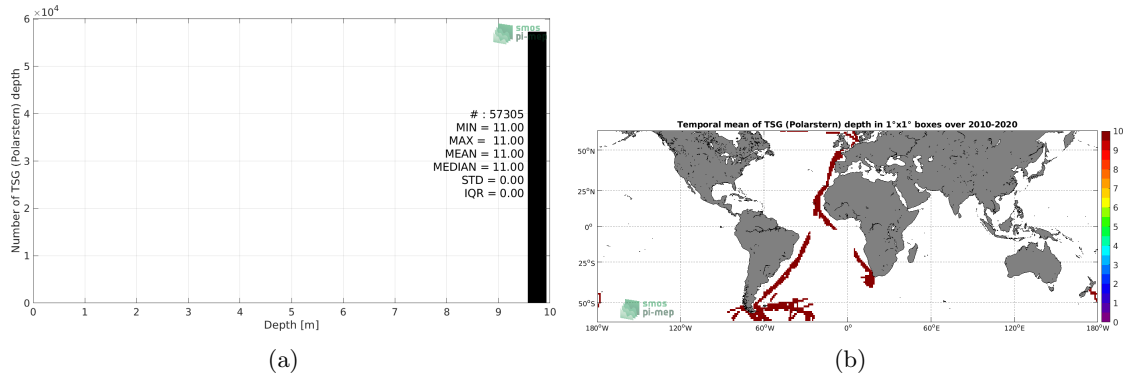 6 ×10⁴
5
4
3
2
1
0
Number of TSG (Polarstern) depth
smos
pi-mep
# : 57305
MIN = 11.00
MAX = 11.00
MEAN = 11.00
MEDIAN = 11.00
STD = 0.00
IQR = 0.00
0 1 2 3 4 5 6 7 8 9 10
Depth [m]
(a)
Temporal mean of TSG (Polarstern) depth in 1°x1° boxes over 2010-2020
50°N
25°N
0°
25°S
50°S
smos
pi-mep
180°W 120°W 60°W 0° 60°E 120°E 180°W
10
9
8
7
6
5
4
3
2
1
0
(b)